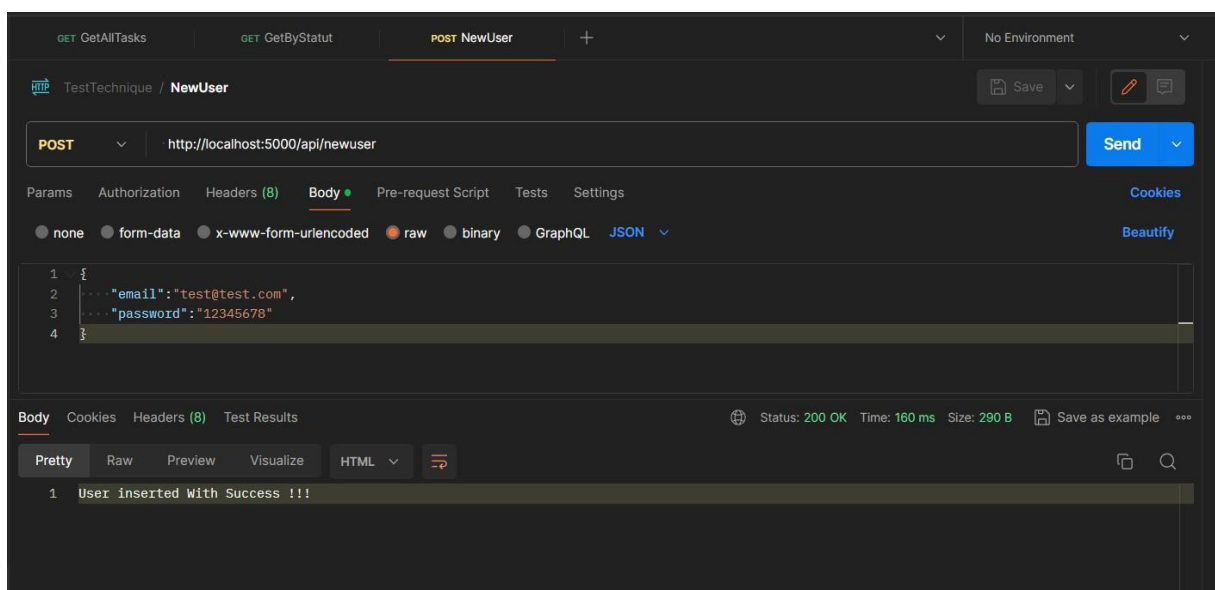 GET GetAllTasks GET GetByStatut POST NewUser + No Environment
HTTP TestTechnique / NewUser Save
POST http://localhost:5000/api/newuser Send
Params Authorization Headers (8) Body Pre-request Script Tests Settings Cookies
none form-data x-www-form-urlencoded raw binary GraphQL JSON Beautify
1 {
2 ····"email":"test@test.com",
3 ····"password":"12345678"
4 }
Body Cookies Headers (8) Test Results Status: 200 OK Time: 160 ms Size: 290 B Save as example
Pretty Raw Preview Visualize HTML
1 User inserted With Success !!!